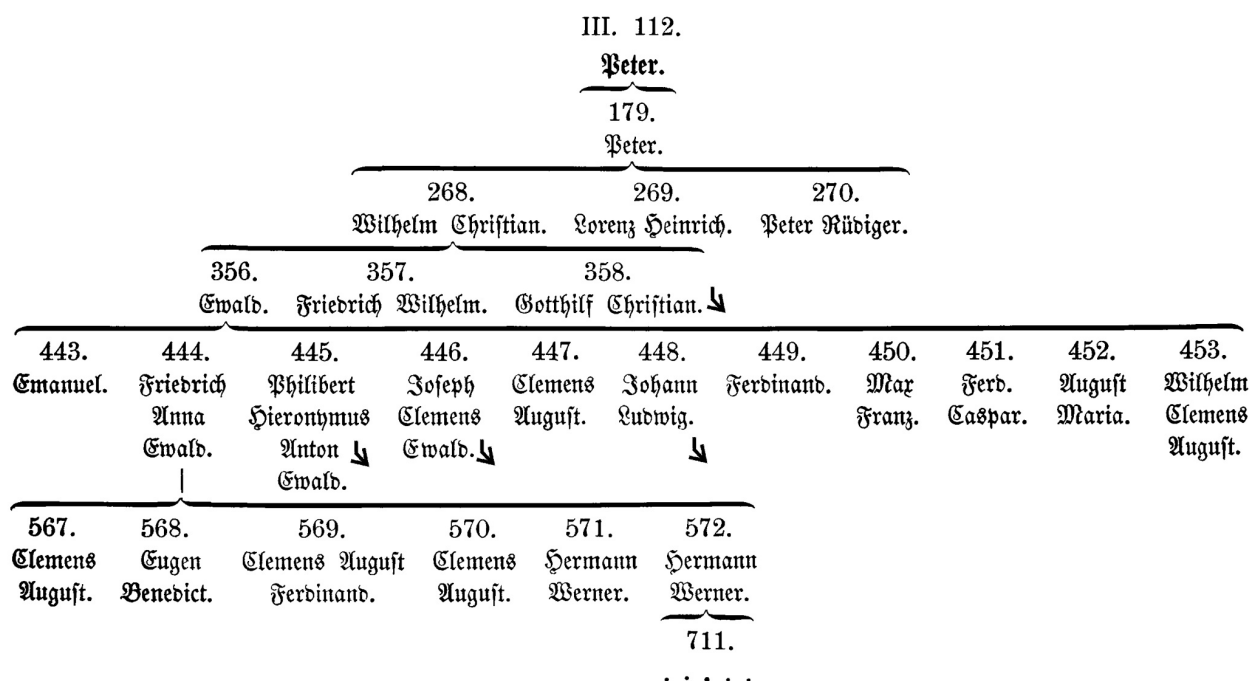 III. 112.
Peter.
179.
Peter.
268. 269. 270.
Wilhelm Christian. Lorenz Heinrich. Peter Rüdiger.
356. 357. 358.
Ewald. Friedrich Wilhelm. Gotthilf Christian.
443. 444. 445. 446. 447. 448. 449. 450. 451. 452. 453.
Emanuel. Friedrich Philibert Joseph Clemens Johann Ferdinand. Max Ferd. August Wilhelm
Anna Hieronymus Clemens August. Ludwig. Franz. Caspar. Maria. Clemens
Ewald. Anton Ewald. August.
Ewald.
567. 568. 569. 570. 571. 572.
Clemens Eugen Clemens August Clemens Hermann Hermann
August. Benedict. Ferdinand. August. Werner. Werner.
711.